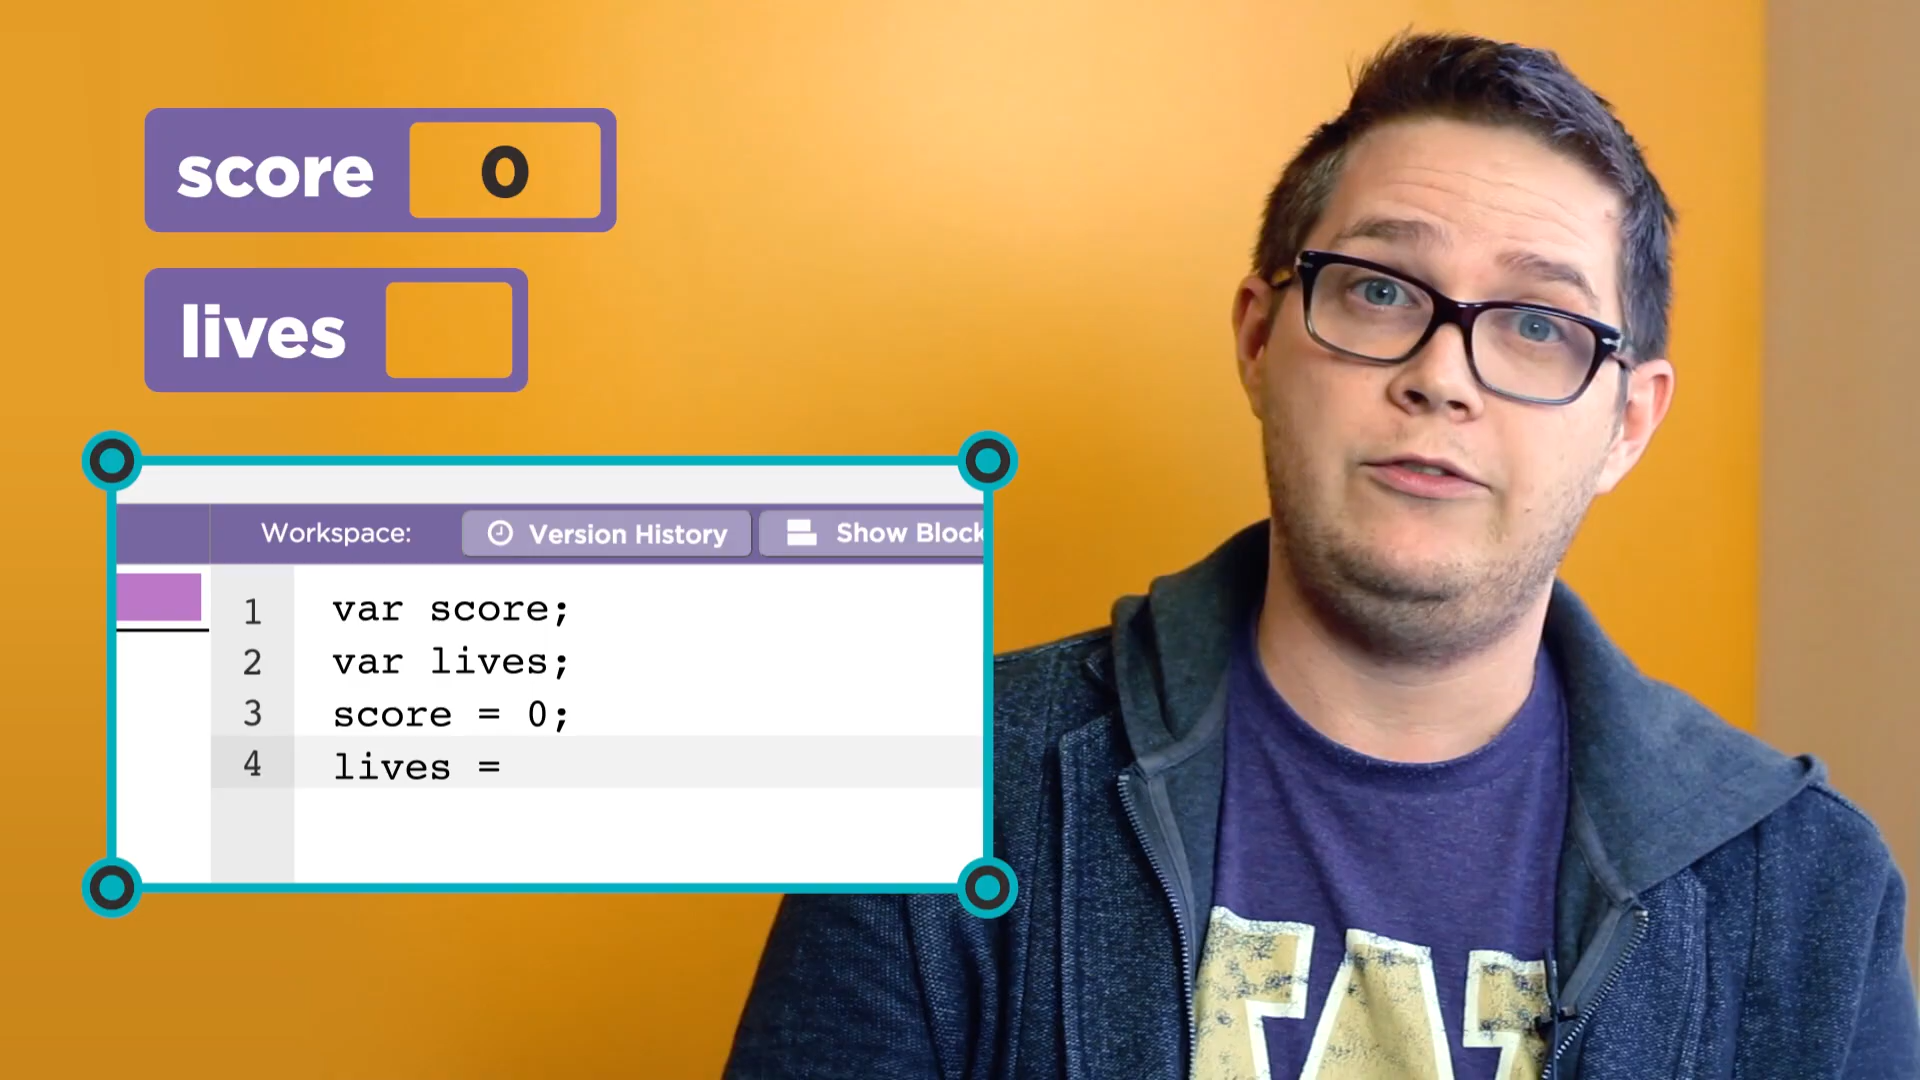 score 0
lives
Workspace: Version History Show Block
1 var score;
2 var lives;
3 score = 0;
4 lives =
W